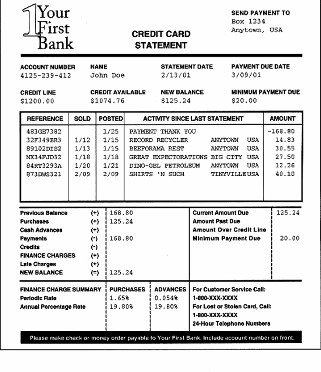 Your
First
Bank
SEND PAYMENT TO
Box 1234
Anytown, USA
CREDIT CARD
STATEMENT
ACCOUNT NUMBER NAME STATEMENT DATE PAYMENT DUE DATE
4125-239-412 John Doe 2/13/01 3/09/01
CREDIT LINE CREDIT AVAILABLE NEW BALANCE MINIMUM PAYMENT DUE
$1200.00 $1074.76 $125.24 $20.00
REFERENCE SOLD POSTED ACTIVITY SINCE LAST STATEMENT AMOUNT
483GE7382 1/25 PAYMENT THANK YOU -168.80
32F349ER3 1/12 1/15 RECORD RECYCLER ANYTOWN USA 14.83
89102DIS2 1/13 1/15 BEEFORAMA REST ANYTOWN USA 30.55
NX34FJD32 1/18 1/18 GREAT EXPECTORATIONS BIG CITY USA 27.50
84RT3293A 1/20 1/21 DINO-GEL PETROLEUM ANYTOWN USA 12.26
873DWS321 2/09 2/09 SHIRTS 'N SUCH TINYVILLE USA 40.10
Previous Balance (+) 168.80 Current Amount Due 125.24
Purchases (+) Amount Past Due
Cash Advances (+) Amount Over Credit Line
Payments (-) 168.80 Minimum Payment Due 20.00
Credits (-)
FINANCE CHARGES (+)
Late Charges (+)
NEW BALANCE (=) 125.24
FINANCE CHARGE SUMMARY PURCHASES ADVANCES For Customer Service Call:
Periodic Rate 1.65% 0.054% 1-800-XXX-XXXX
Annual Percentage Rate 19.80% 19.80% For Lost or Stolen Card, Call:
1-800-XXX-XXXX
24-Hour Telephone Numbers
Please make check or money order payable to Your First Bank. Include account number on front.